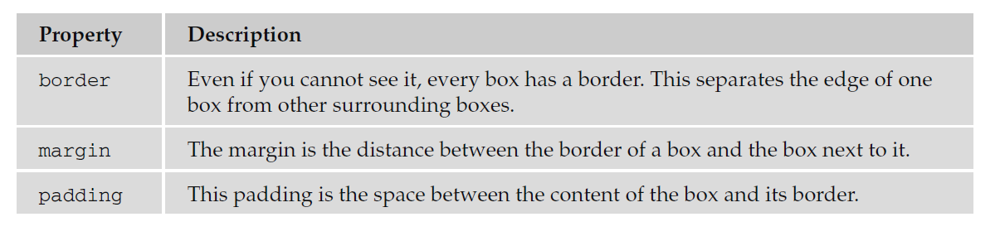 Property Description
border Even if you cannot see it, every box has a border. This separates the edge of one
box from other surrounding boxes.
margin The margin is the distance between the border of a box and the box next to it.
padding This padding is the space between the content of the box and its border.